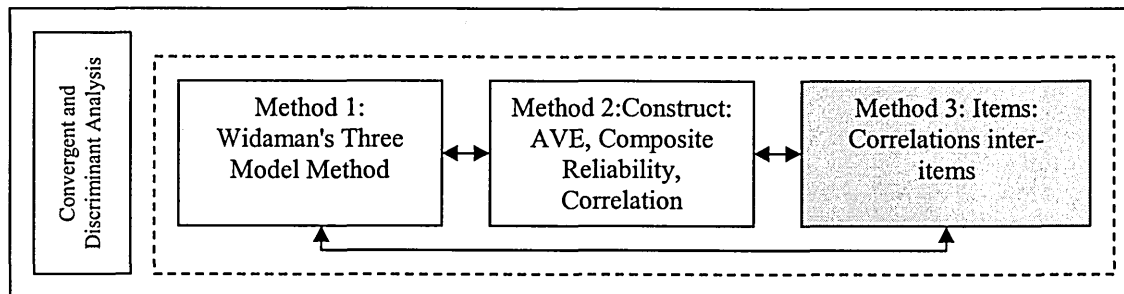 Convergent and
Discriminant Analysis
Method 1:
Widaman's Three
Model Method
Method 2:Construct:
AVE, Composite
Reliability,
Correlation
Method 3: Items:
Correlations inter-
items